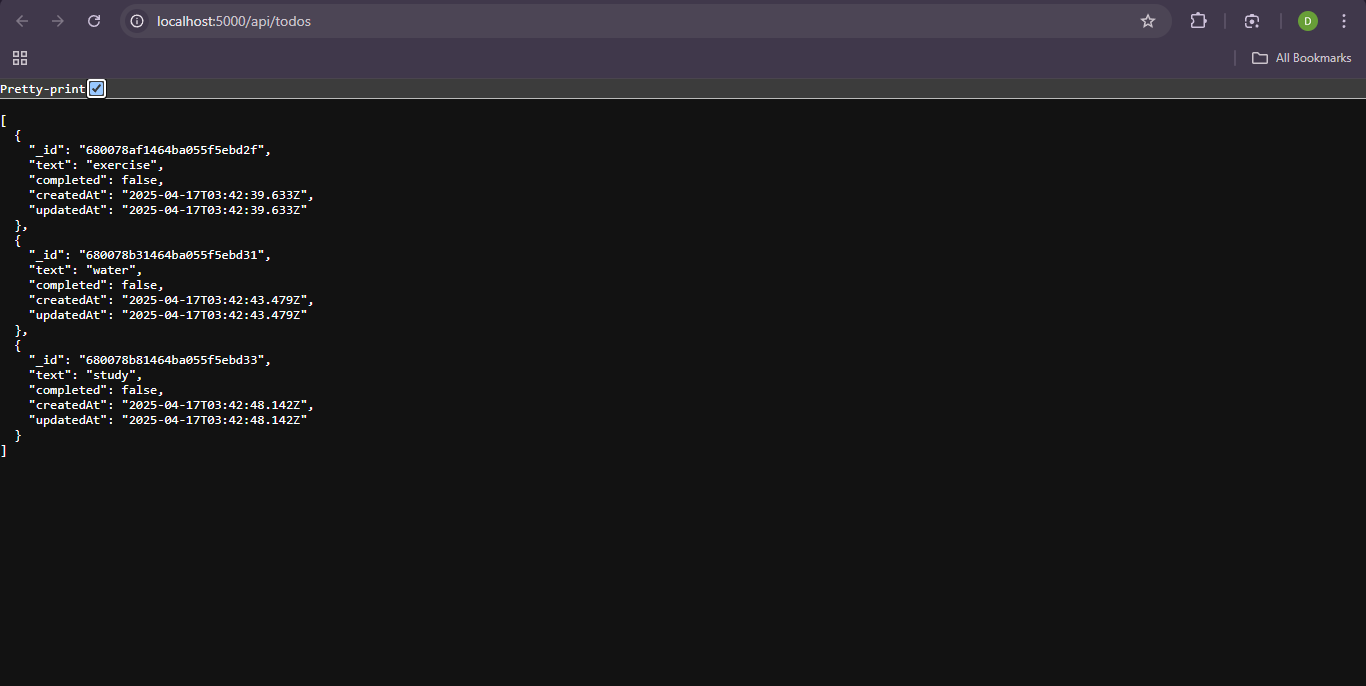 localhost:5000/api/todos
D
All Bookmarks
Pretty-print
[
  {
    "_id": "680078af1464ba055f5ebd2f",
    "text": "exercise",
    "completed": false,
    "createdAt": "2025-04-17T03:42:39.633Z",
    "updatedAt": "2025-04-17T03:42:39.633Z"
  },
  {
    "_id": "680078b31464ba055f5ebd31",
    "text": "water",
    "completed": false,
    "createdAt": "2025-04-17T03:42:43.479Z",
    "updatedAt": "2025-04-17T03:42:43.479Z"
  },
  {
    "_id": "680078b81464ba055f5ebd33",
    "text": "study",
    "completed": false,
    "createdAt": "2025-04-17T03:42:48.142Z",
    "updatedAt": "2025-04-17T03:42:48.142Z"
  }
]